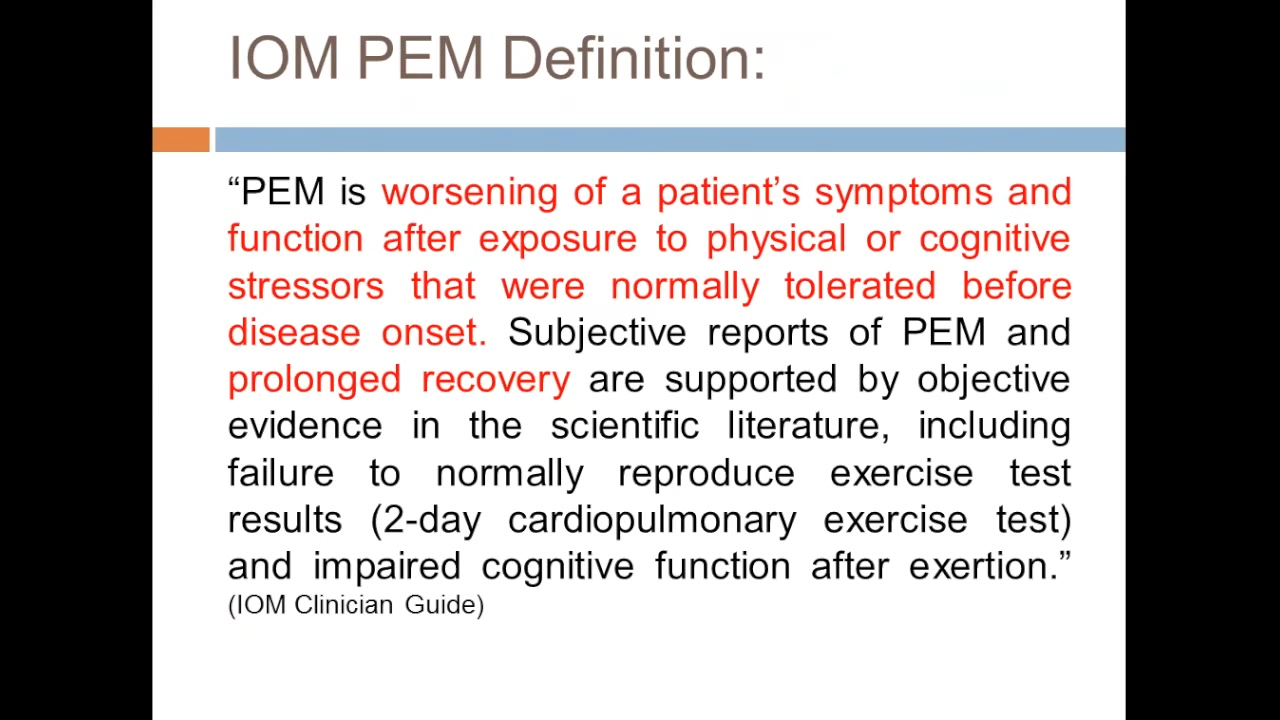 IOM PEM Definition:
“PEM is worsening of a patient’s symptoms and
function after exposure to physical or cognitive
stressors that were normally tolerated before
disease onset. Subjective reports of PEM and
prolonged recovery are supported by objective
evidence in the scientific literature, including
failure to normally reproduce exercise test
results (2-day cardiopulmonary exercise test)
and impaired cognitive function after exertion.”
(IOM Clinician Guide)